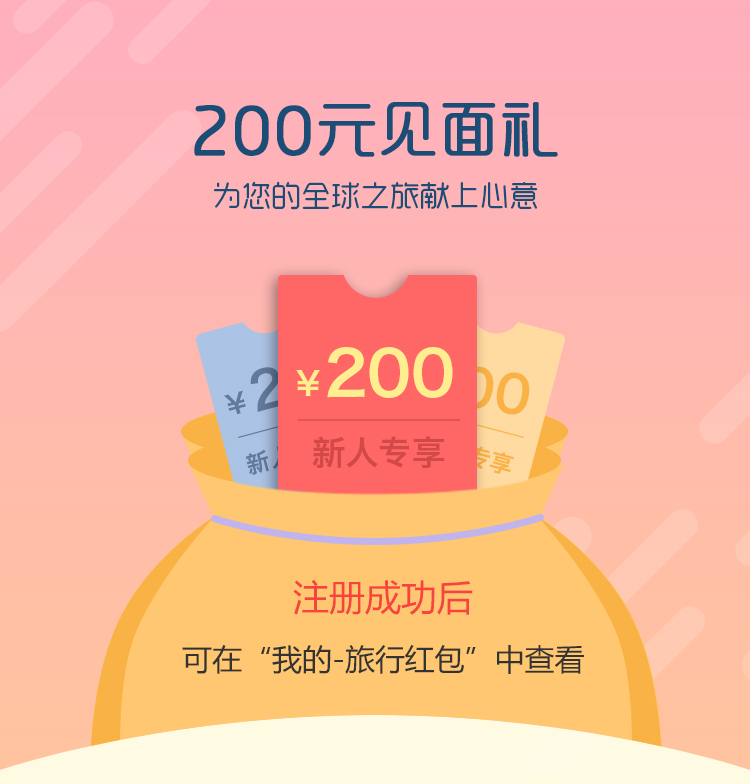 200元见面礼
为您的全球之旅献上心意
¥200
新人专享
¥2
00
新
专享
注册成功后
可在“我的-旅行红包”中查看